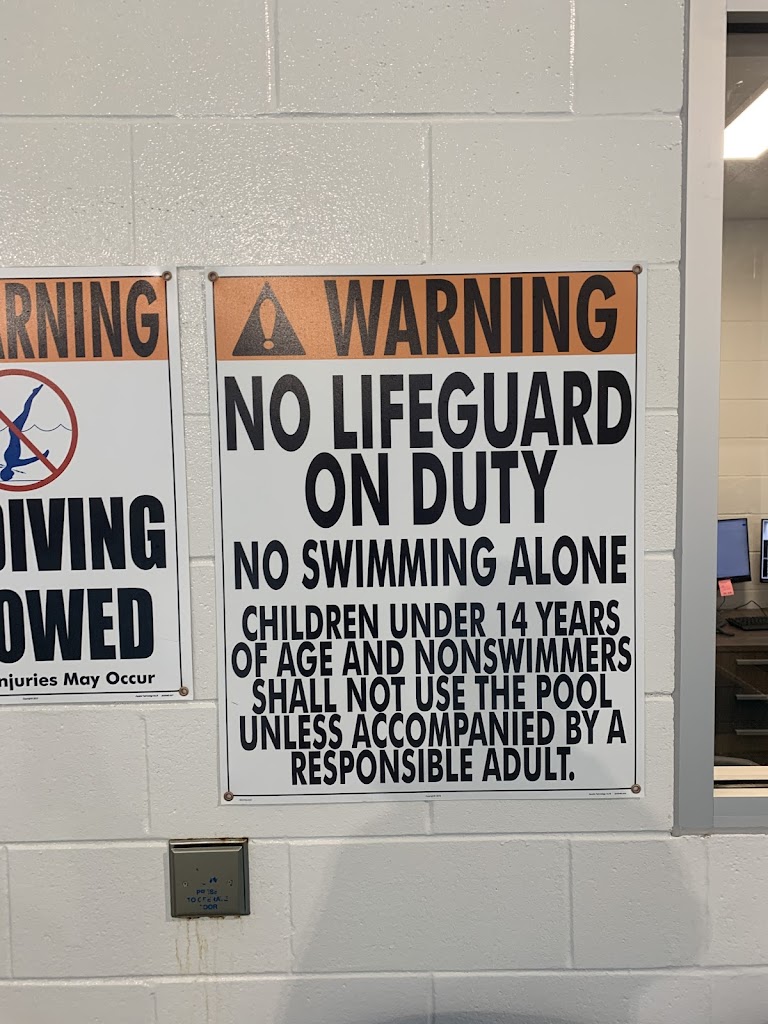 ARNING
DIVING
OWED
njuries May Occur
WARNING
NO LIFEGUARD
ON DUTY
NO SWIMMING ALONE
CHILDREN UNDER 14 YEARS
OF AGE AND NONSWIMMERS
SHALL NOT USE THE POOL
UNLESS ACCOMPANIED BY A
RESPONSIBLE ADULT.